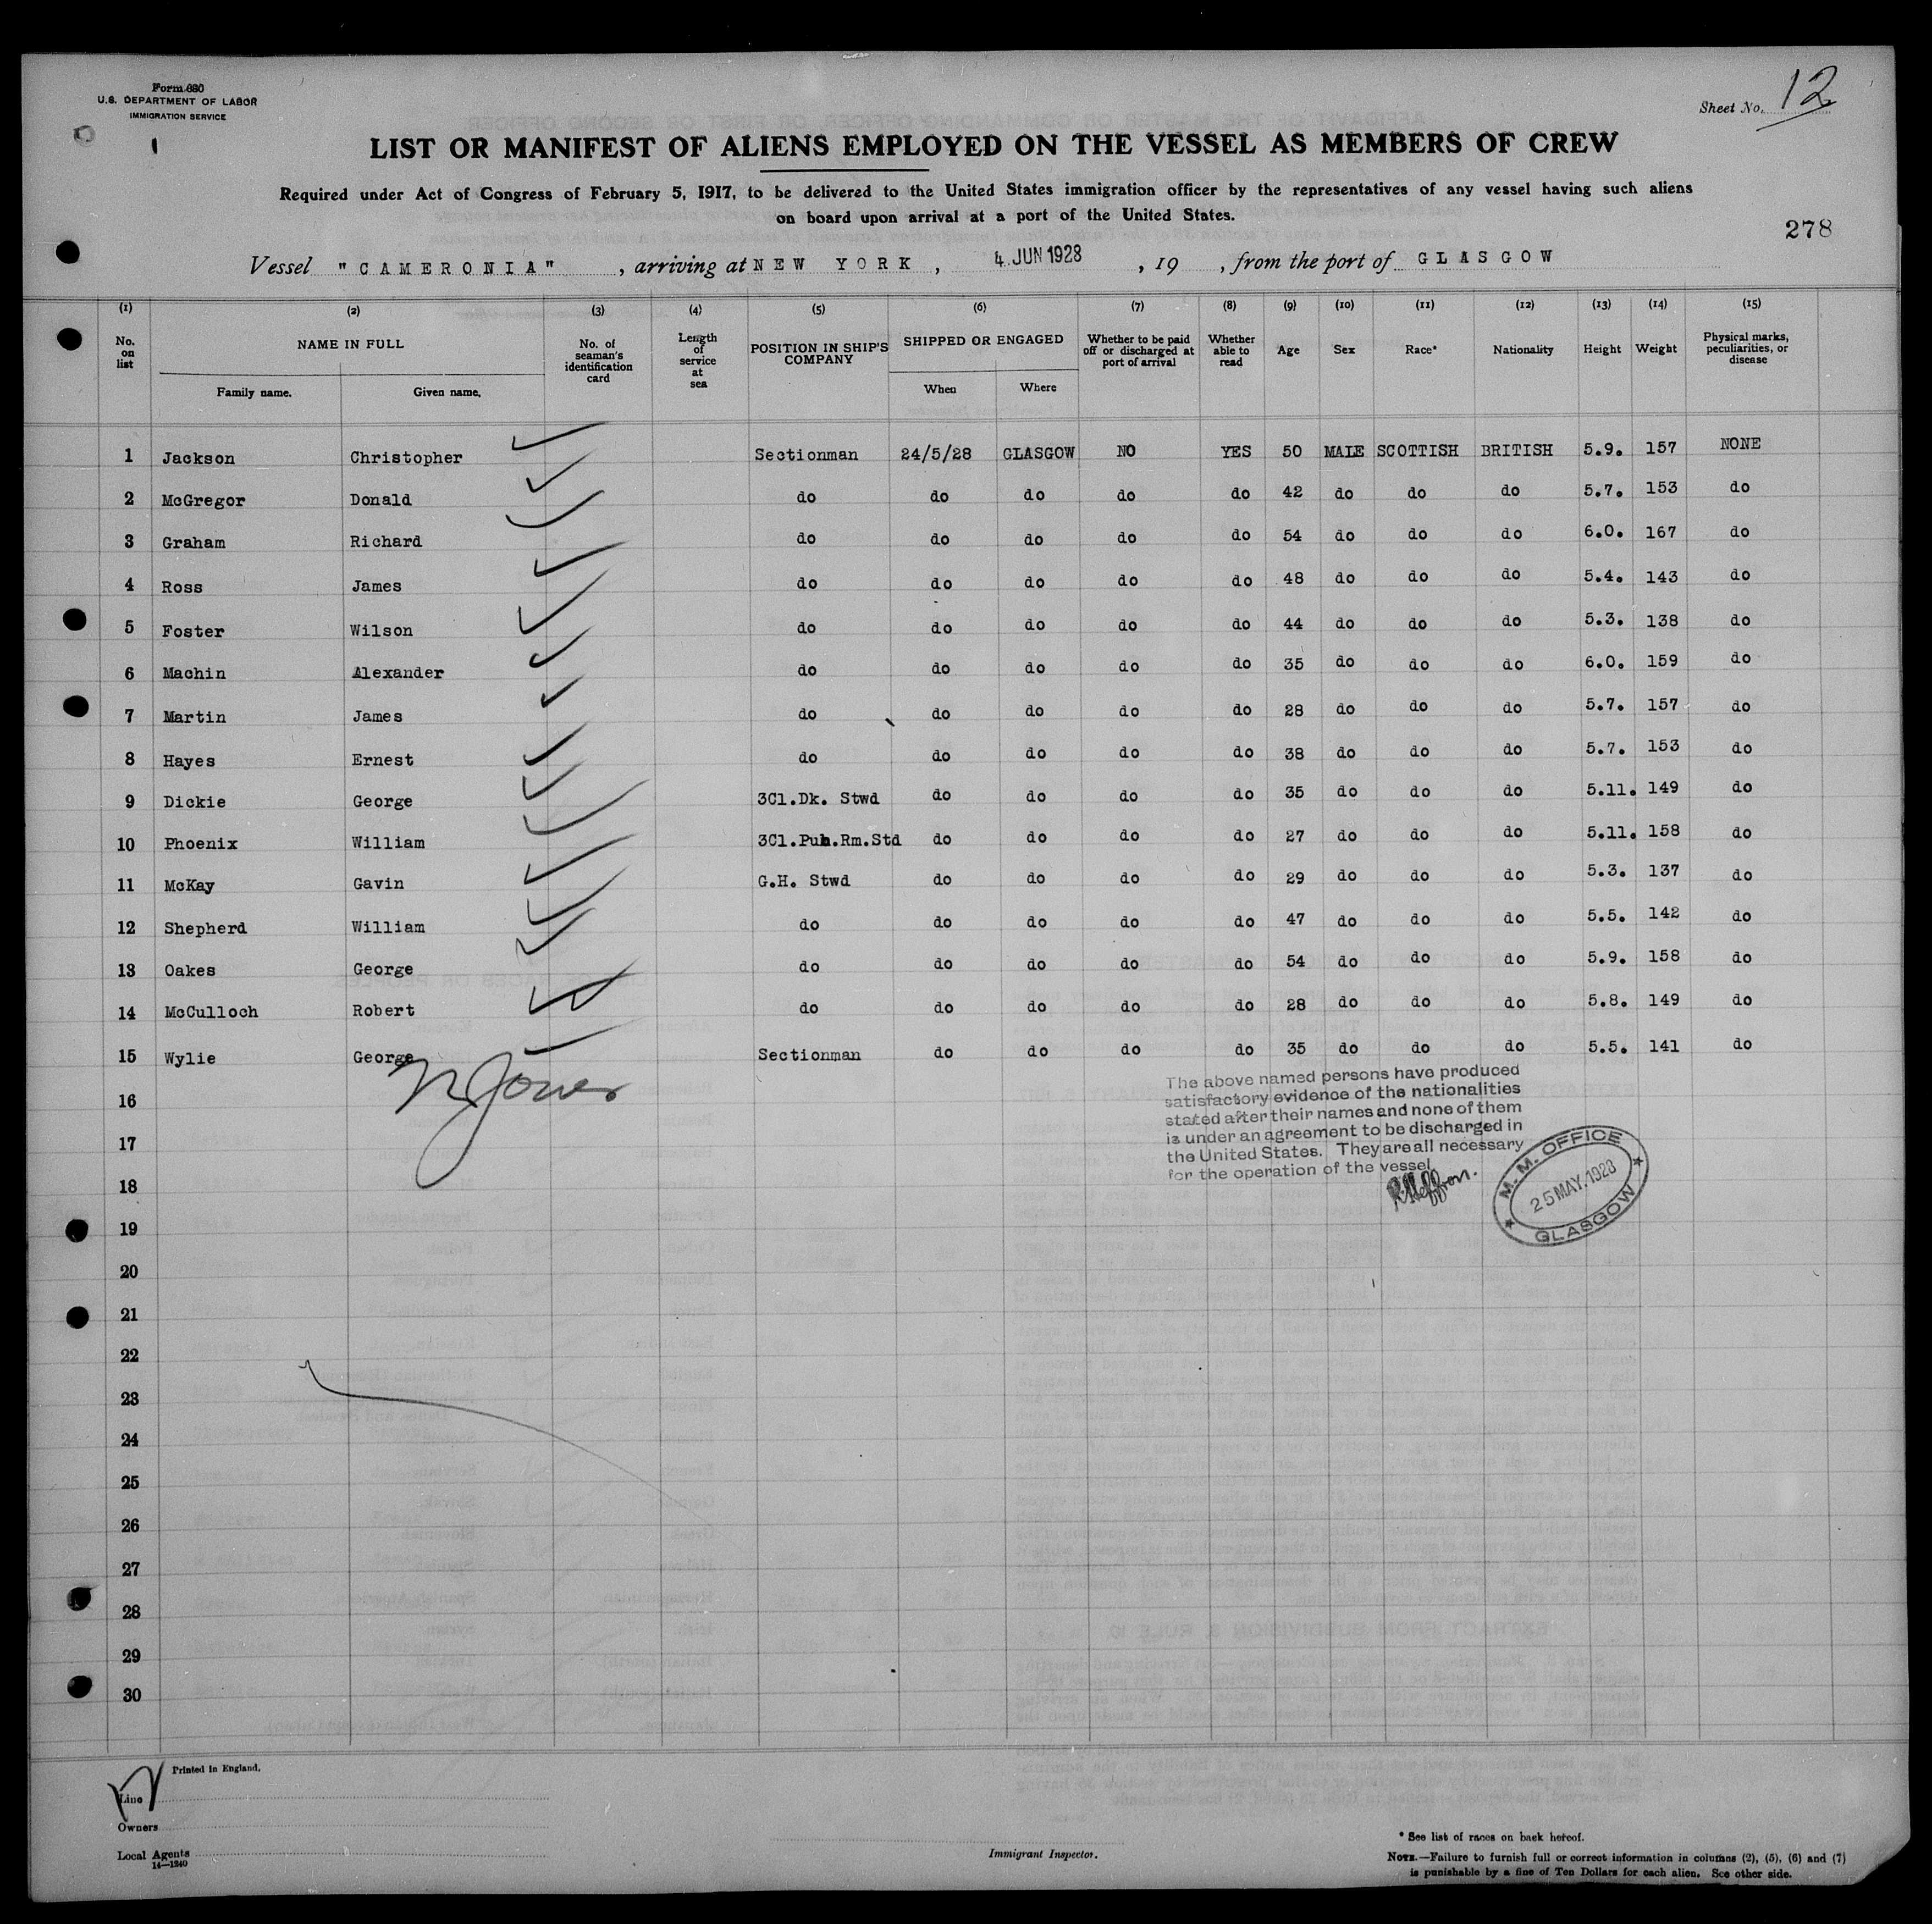 Form 680
U.S. DEPARTMENT OF LABOR
IMMIGRATION SERVICE
Sheet No. 12
LIST OR MANIFEST OF ALIENS EMPLOYED ON THE VESSEL AS MEMBERS OF CREW
Required under Act of Congress of February 5, 1917, to be delivered to the United States immigration officer by the representatives of any vessel having such aliens
on board upon arrival at a port of the United States.
278
Vessel "CAMERONIA", arriving at NEW YORK, 4 JUN 1928, 19 , from the port of GLASGOW
(1) (2) (3) (4) (5) (6) (7) (8) (9) (10) (11) (12) (13) (14) (15)
No. on list NAME IN FULL No. of seaman's identification card Length of service at sea POSITION IN SHIP'S COMPANY SHIPPED OR ENGAGED Whether to be paid off or discharged at port of arrival Whether able to read Age Sex Race* Nationality Height Weight Physical marks, peculiarities, or disease
Family name. Given name. When Where
1 Jackson Christopher Sectionman 24/5/28 GLASGOW NO YES 50 MALE SCOTTISH BRITISH 5.9. 157 NONE
2 McGregor Donald do do do do do 42 do do do 5.7. 153 do
3 Graham Richard do do do do do 54 do do do 6.0. 167 do
4 Ross James do do do do do 48 do do do 5.4. 143 do
5 Foster Wilson do do do do do 44 do do do 5.3. 138 do
6 Machin Alexander do do do do do 35 do do do 6.0. 159 do
7 Martin James do do do do do 28 do do do 5.7. 157 do
8 Hayes Ernest do do do do do 38 do do do 5.7. 153 do
9 Dickie George 3Cl.Dk. Stwd do do do do 35 do do do 5.11. 149 do
10 Phoenix William 3Cl.Pub.Rm.Std do do do do 27 do do do 5.11. 158 do
11 McKay Gavin G.H. Stwd do do do do 29 do do do 5.3. 137 do
12 Shepherd William do do do do do 47 do do do 5.5. 142 do
13 Oakes George do do do do do 54 do do do 5.9. 158 do
14 McCulloch Robert do do do do do 28 do do do 5.8. 149 do
15 Wylie George Sectionman do do do do 35 do do do 5.5. 141 do
The above named persons have produced
satisfactory evidence of the nationalities
stated after their names and none of them
is under an agreement to be discharged in
the United States. They are all necessary
for the operation of the vessel
M. M. OFFICE
25 MAY. 1928
GLASGOW
16
17
18
19
20
21
22
23
24
25
26
27
28
29
30
Printed in England.
Line
Owners
Local Agents
14—1240
Immigrant Inspector.
* See list of races on back hereof.
NOTE.—Failure to furnish full or correct information in columns (2), (5), (6) and (7)
is punishable by a fine of Ten Dollars for each alien. See other side.